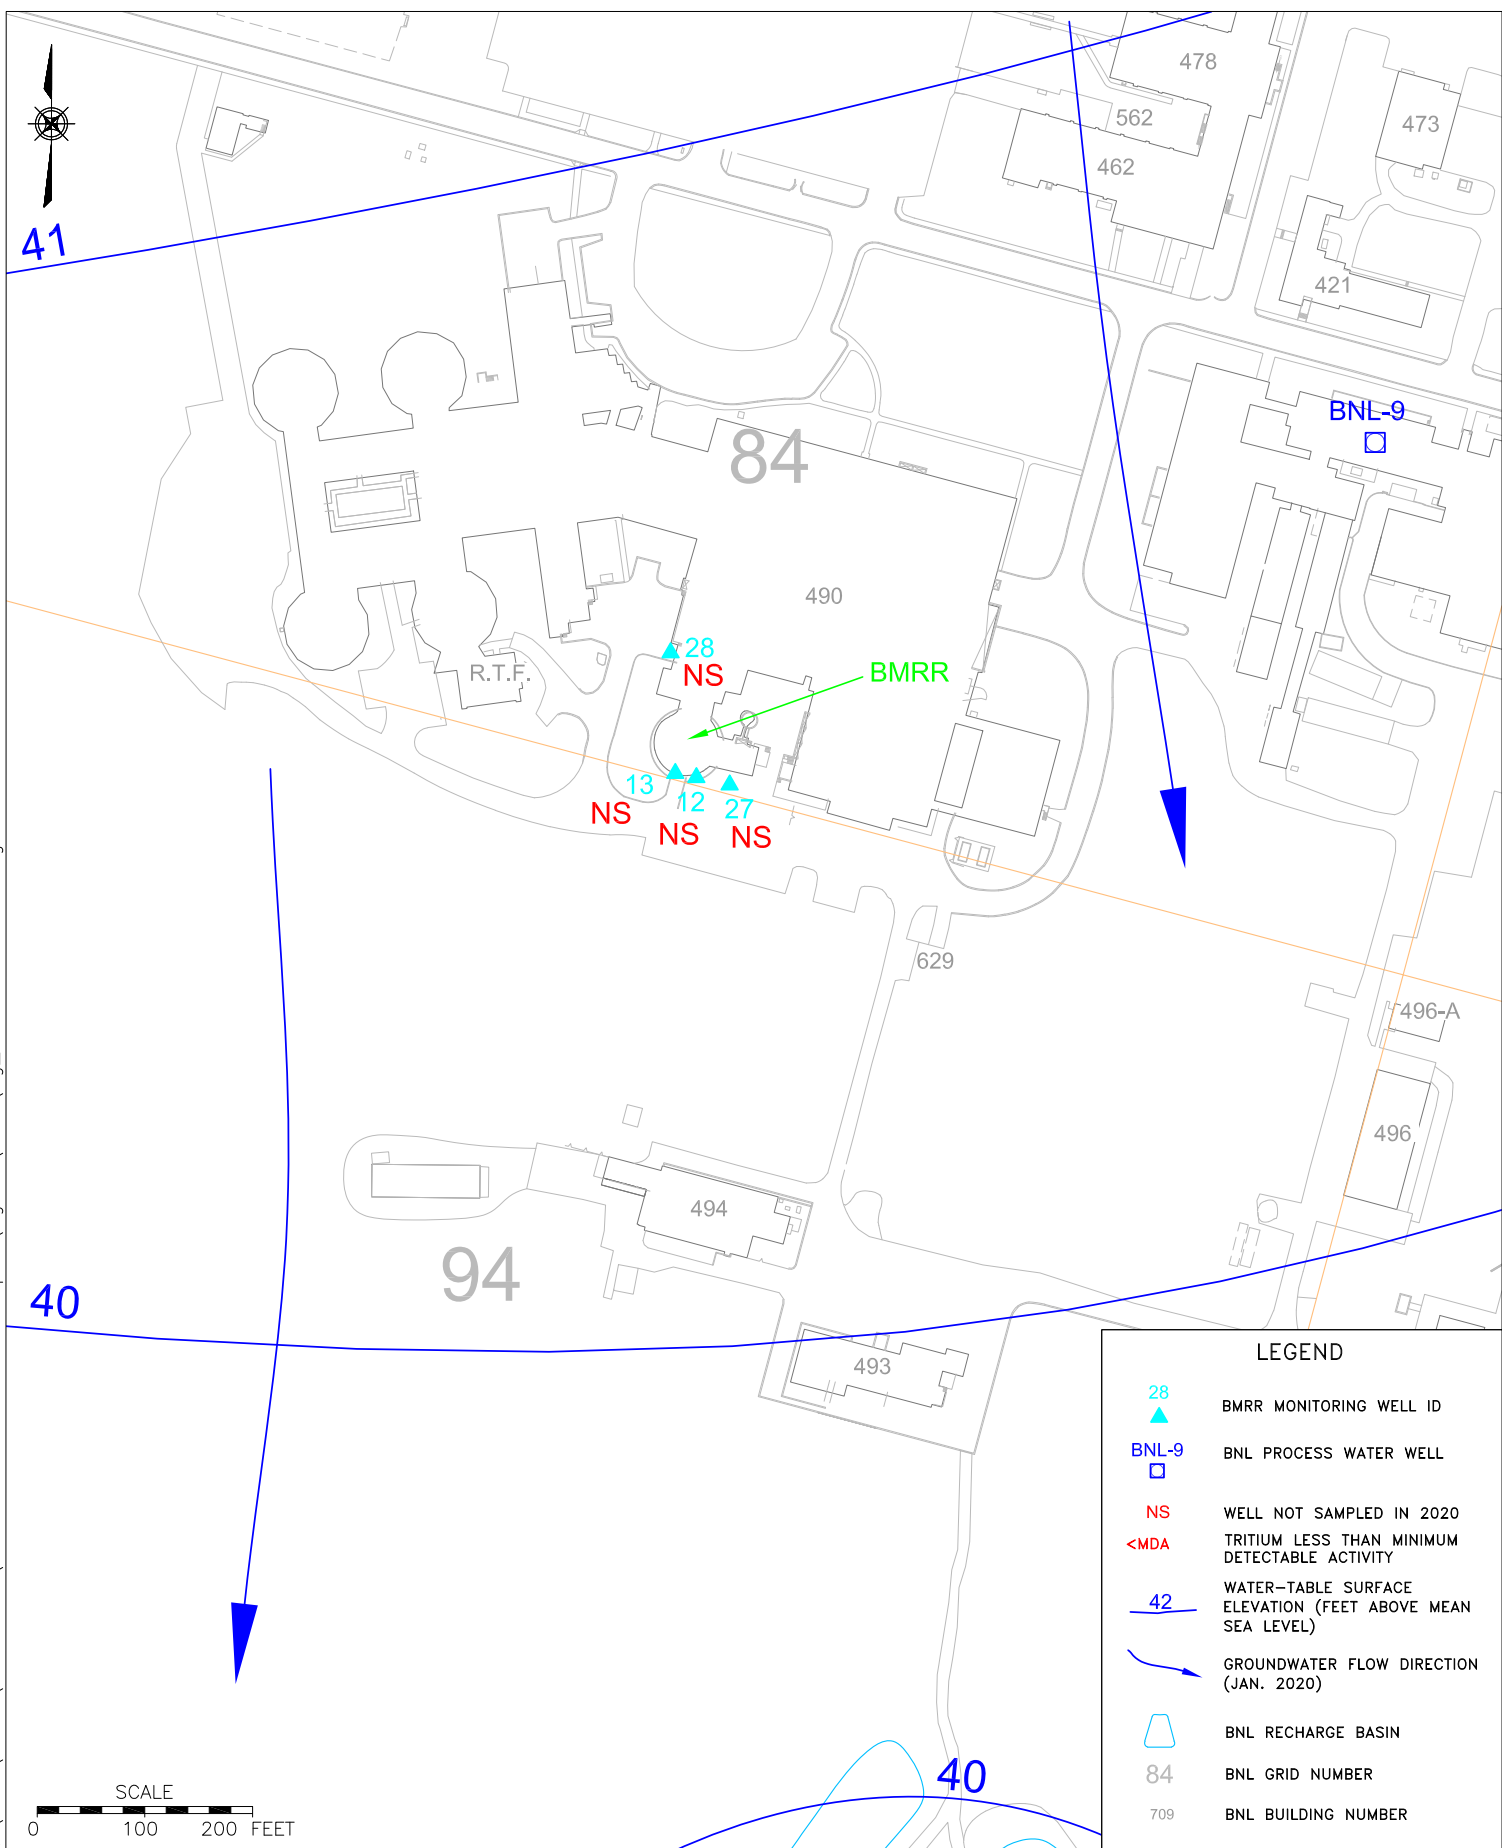 478
562
473
462
41
421
BNL-9
84
490
28
NS
R.T.F.
BMRR
13
12
27
NS
NS
NS
629
496-A
496
494
94
40
493
LEGEND
28
BMRR MONITORING WELL ID
BNL-9
BNL PROCESS WATER WELL
NS
WELL NOT SAMPLED IN 2020
<MDA
TRITIUM LESS THAN MINIMUM
DETECTABLE ACTIVITY
42
WATER-TABLE SURFACE
ELEVATION (FEET ABOVE MEAN
SEA LEVEL)
GROUNDWATER FLOW DIRECTION
(JAN. 2020)
BNL RECHARGE BASIN
84
BNL GRID NUMBER
709
BNL BUILDING NUMBER
40
SCALE
0 100 200 FEET